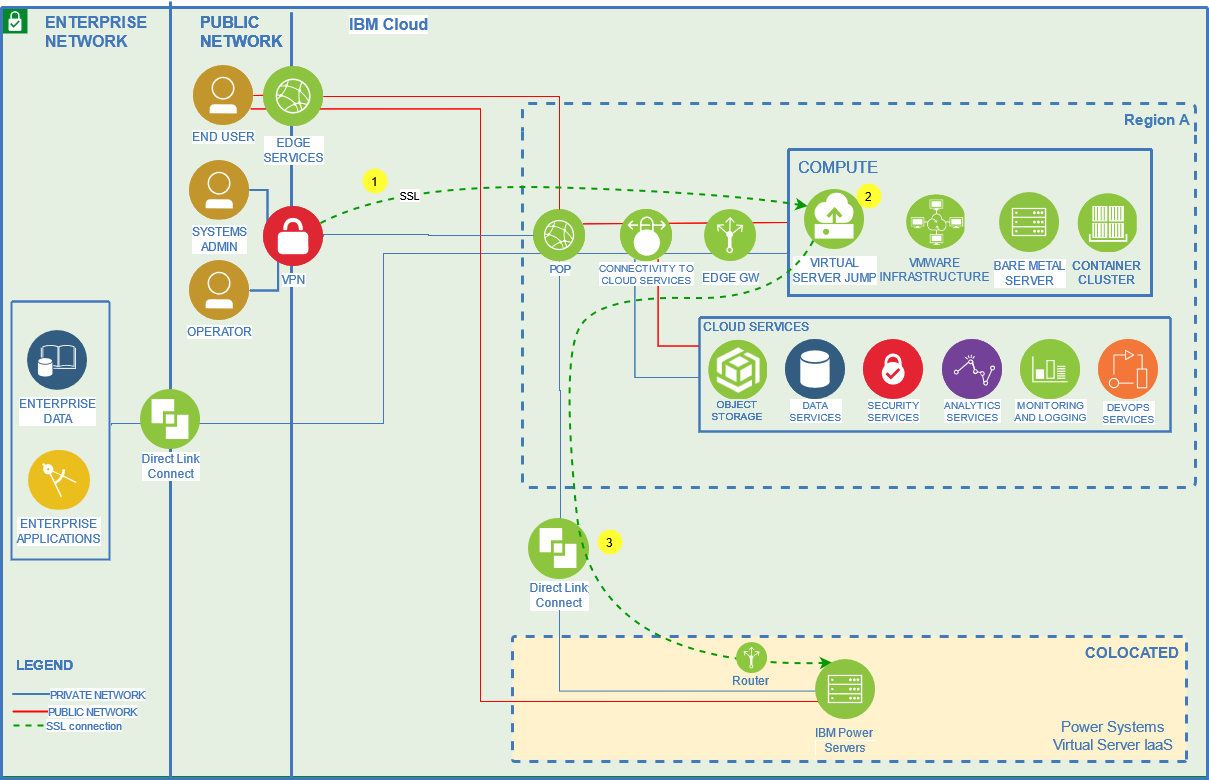 ENTERPRISE
NETWORK
PUBLIC
NETWORK
IBM Cloud
END USER
EDGE
SERVICES
Region A
COMPUTE
1
SSL
2
SYSTEMS
ADMIN
VPN
OPERATOR
POP
CONNECTIVITY TO
CLOUD SERVICES
EDGE GW
VIRTUAL
SERVER JUMP
VMWARE
INFRASTRUCTURE
BARE METAL
SERVER
CONTAINER
CLUSTER
CLOUD SERVICES
OBJECT
STORAGE
DATA
SERVICES
SECURITY
SERVICES
ANALYTICS
SERVICES
MONITORING
AND LOGGING
DEVOPS
SERVICES
ENTERPRISE
DATA
Direct Link
Connect
ENTERPRISE
APPLICATIONS
3
Direct Link
Connect
COLOCATED
Router
IBM Power
Servers
Power Systems
Virtual Server IaaS
LEGEND
PRIVATE NETWORK
PUBLIC NETWORK
SSL connection